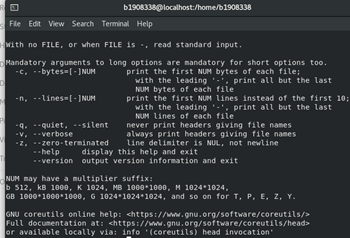 b1908338@localhost:/home/b1908338
File Edit View Search Terminal Help
With no FILE, or when FILE is -, read standard input.
Mandatory arguments to long options are mandatory for short options too.
-c, --bytes=[-]NUM print the first NUM bytes of each file;
with the leading '-', print all but the last
NUM bytes of each file
-n, --lines=[-]NUM print the first NUM lines instead of the first 10;
with the leading '-', print all but the last
NUM lines of each file
-q, --quiet, --silent never print headers giving file names
-v, --verbose always print headers giving file names
-z, --zero-terminated line delimiter is NUL, not newline
--help display this help and exit
--version output version information and exit
NUM may have a multiplier suffix:
b 512, kB 1000, K 1024, MB 1000*1000, M 1024*1024,
GB 1000*1000*1000, G 1024*1024*1024, and so on for T, P, E, Z, Y.
GNU coreutils online help: <https://www.gnu.org/software/coreutils/>
Full documentation at: <https://www.gnu.org/software/coreutils/head>
or available locally via: info '(coreutils) head invocation'